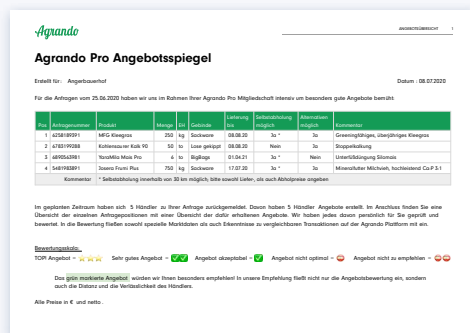 Agrando
ANGEBOTSÜBERSICHT 1
Agrando Pro Angebotsspiegel
Erstellt für: Angerbauerhof Datum : 08.07.2020
Für die Anfragen vom 25.06.2020 haben wir uns im Rahmen Ihrer Agrando Pro Mitgliedschaft intensiv um besonders gute Angebote bemüht.
Pos Anfragenummer Produkt Menge EH Gebinde Lieferung bis Selbstabholung möglich Alternativen möglich Kommentar
1 6258189391 MFG Kleegras 250 kg Sackware 08.08.20 Ja * Ja Greeningfähiges, überjähriges Kleegras
2 6783199388 Kohlensaurer Kalk 90 50 to Lose gekippt 08.08.20 Nein Ja Stoppelkalkung
3 6890563981 YaraMila Mais Pro 6 to BigBags 01.04.21 Ja * Nein Unterfußdüngung Silomais
4 5481983891 Josera Frumi Plus 750 kg Sackware 17.07.20 Ja * Ja Mineralfutter Milchvieh, hochleistend Ca:P 3-1
Kommentar * Selbstabholung innerhalb von 30 km möglich, bitte sowohl Liefer-, als auch Abholpreise angeben
Im geplanten Zeitraum haben sich 5 Händler zu Ihrer Anfrage zurückgemeldet. Davon haben 5 Händler Angebote erstellt. Im Anschluss finden Sie eine
Übersicht der einzelnen Anfragepositionen mit einer Übersicht der dafür erhaltenen Angebote. Wir haben jedes davon persönlich für Sie geprüft und
bewertet. In die Bewertung fließen sowohl spezielle Marktdaten als auch Erkenntnisse zu vergleichbaren Transaktionen auf der Agrando Plattform mit ein.
Bewertungsskala:
TOP! Angebot = Sehr gutes Angebot = Angebot akzeptabel = Angebot nicht optimal = Angebot nicht zu empfehlen =
Das grün markierte Angebot würden wir Ihnen besonders empfehlen! In unsere Empfehlung fließt nicht nur die Angebotsbewertung ein, sondern
auch die Distanz und die Verlässlichkeit des Händlers.
Alle Preise in € und netto.